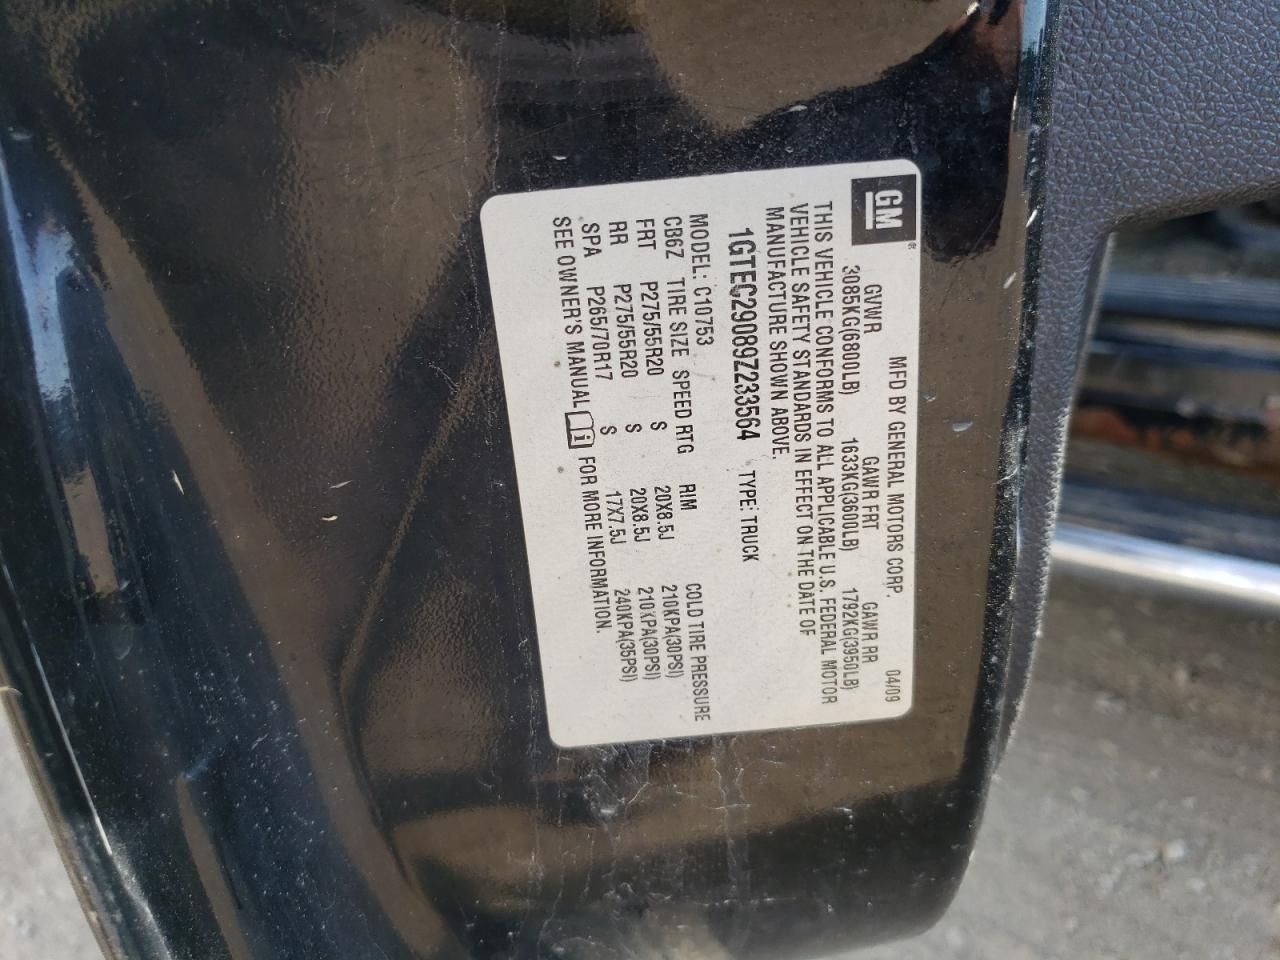 GM
MFD BY GENERAL MOTORS CORP. 04/09
GVWR GAWR FRT GAWR RR
3085KG(6800LB) 1633KG(3600LB) 1792KG(3950LB)
THIS VEHICLE CONFORMS TO ALL APPLICABLE U.S. FEDERAL MOTOR
VEHICLE SAFETY STANDARDS IN EFFECT ON THE DATE OF
MANUFACTURE SHOWN ABOVE.
1GTEC29089Z233564 TYPE: TRUCK
MODEL: C10753
CB6Z TIRE SIZE SPEED RTG RIM COLD TIRE PRESSURE
FRT P275/55R20 S 20X8.5J 210KPA(30PSI)
RR P275/55R20 S 20X8.5J 210KPA(30PSI)
SPA P265/70R17 S 17X7.5J 240KPA(35PSI)
SEE OWNER'S MANUAL i FOR MORE INFORMATION.